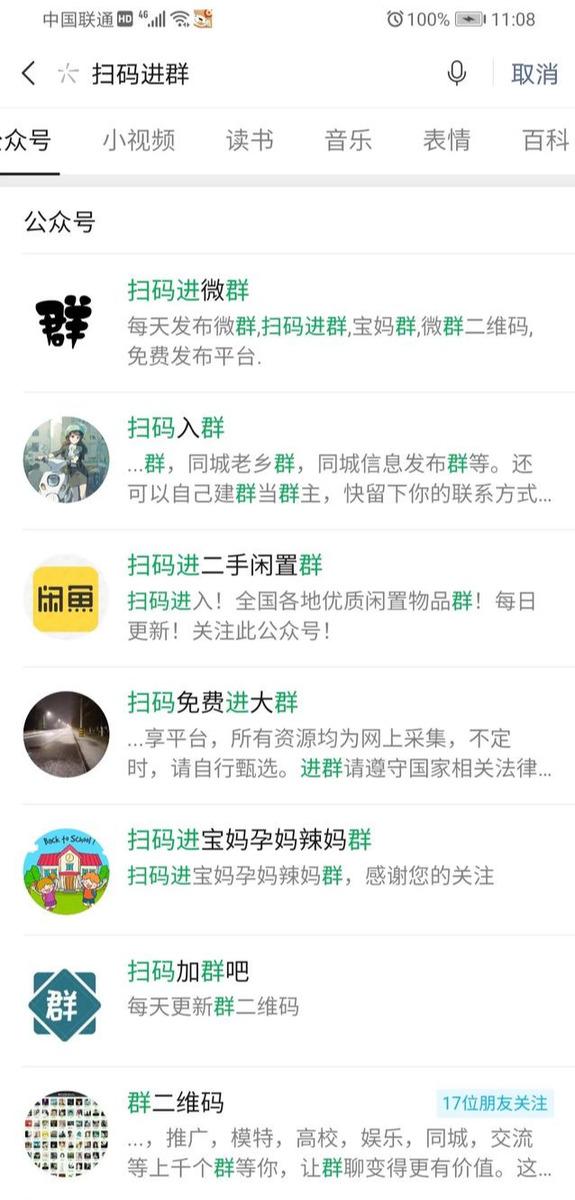 中国联通 HD 4G 100% 11:08
扫码进群 取消
公众号 小视频 读书 音乐 表情 百科
公众号
群
扫码进微群
每天发布微群,扫码进群,宝妈群,微群二维码,
免费发布平台.
扫码入群
...群，同城老乡群，同城信息发布群等。还
可以自己建群当群主，快留下你的联系方式...
闲鱼
扫码进二手闲置群
扫码进入！全国各地优质闲置物品群！每日
更新！关注此公众号！
扫码免费进大群
...享平台，所有资源均为网上采集，不定
时，请自行甄选。进群请遵守国家相关法律...
Back to School!
扫码进宝妈孕妈辣妈群
扫码进宝妈孕妈辣妈群，感谢您的关注
群
扫码加群吧
每天更新群二维码
群二维码 17位朋友关注
...，推广，模特，高校，娱乐，同城，交流
等上千个群等你，让群聊变得更有价值。这...